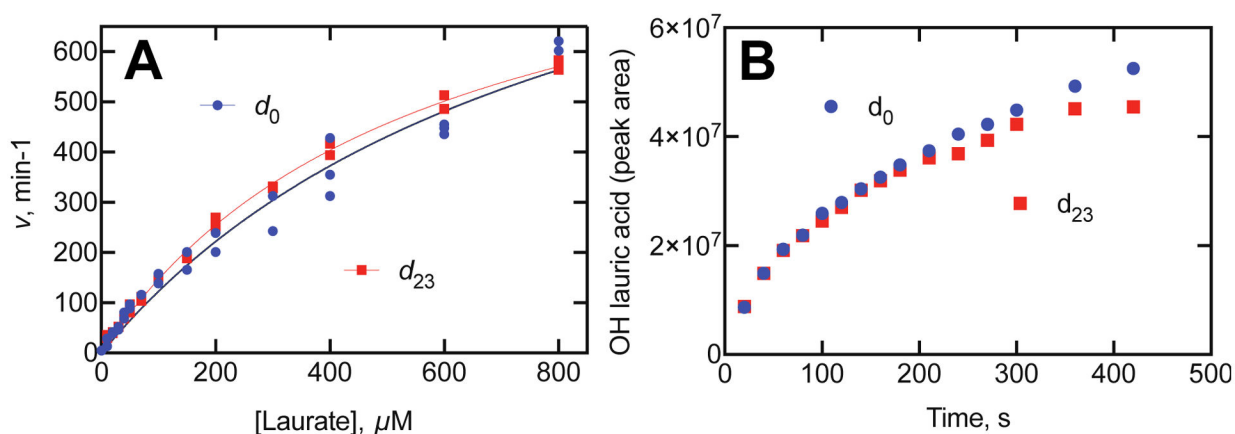 A
600
500
400
300
200
100
0
v, min-1
d0
d23
0
200
400
600
800
[Laurate], µM
B
6×10⁷
4×10⁷
2×10⁷
0
OH lauric acid (peak area)
d0
d23
0
100
200
300
400
500
Time, s